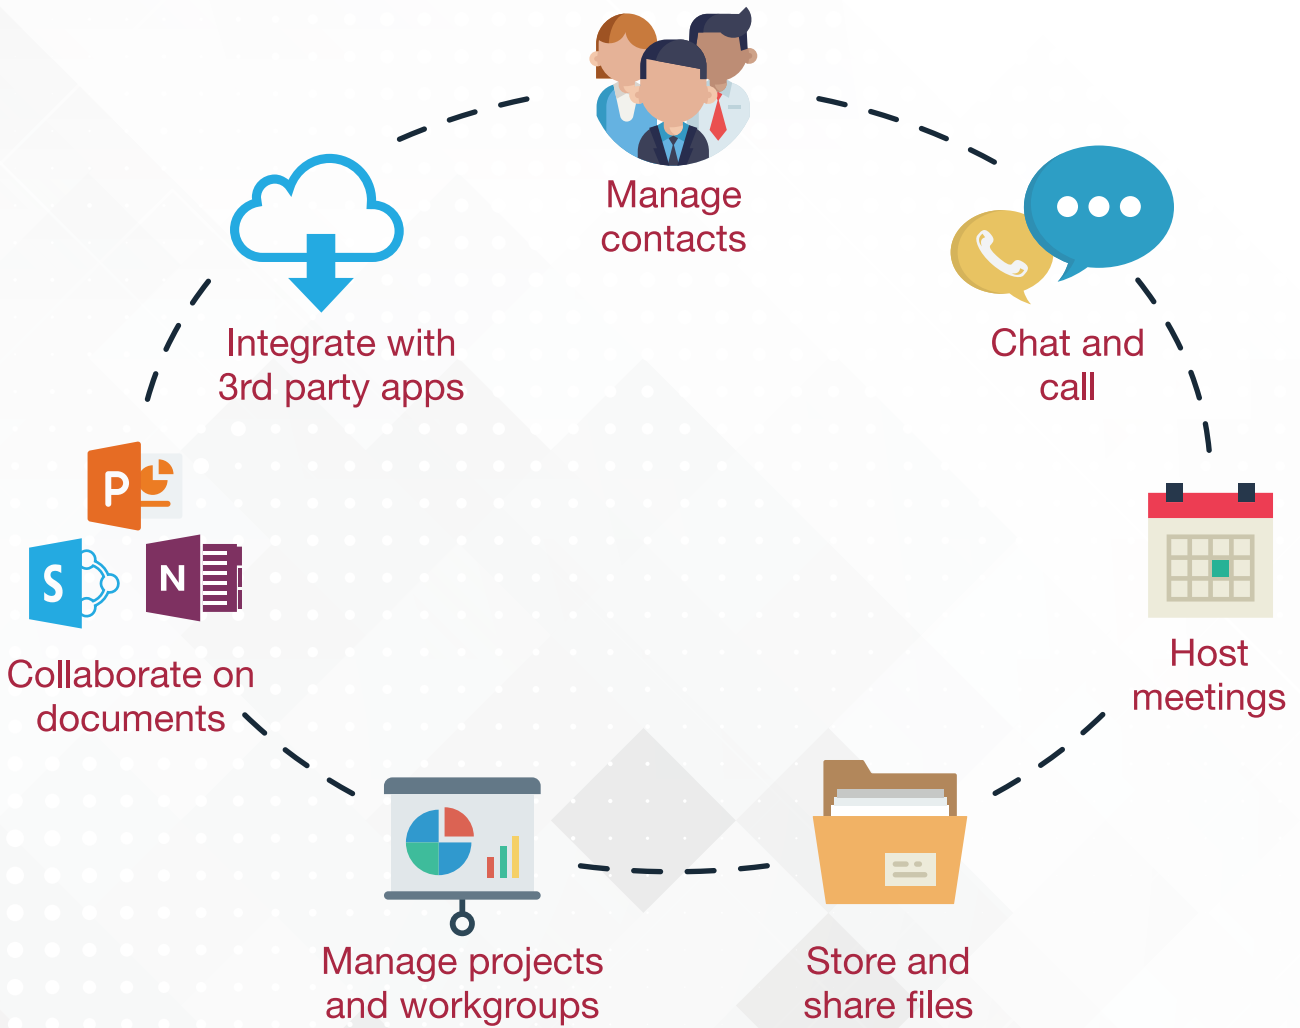 Manage
contacts
Integrate with
3rd party apps
Chat and
call
P
S
N
Collaborate on
documents
Host
meetings
Manage projects
and workgroups
Store and
share files